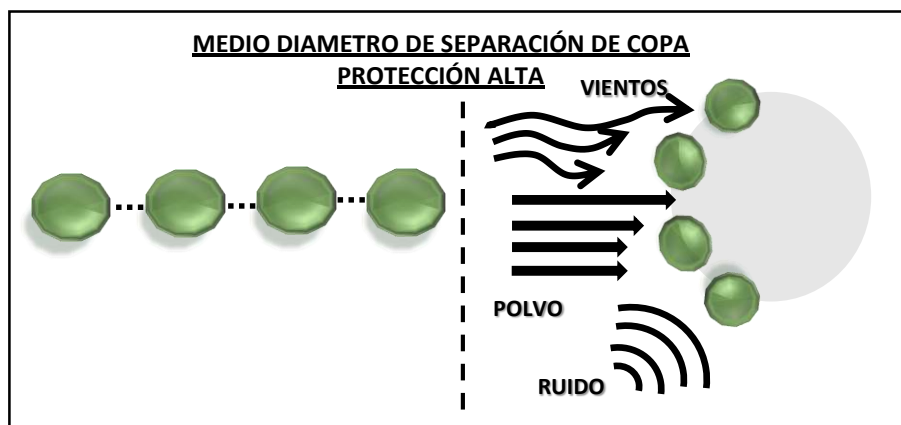 MEDIO DIAMETRO DE SEPARACIÓN DE COPA
PROTECCIÓN ALTA
VIENTOS
POLVO
RUIDO